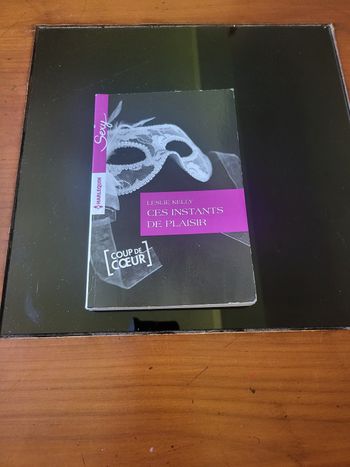 Sexy
HARLEQUIN
LESLIE KELLY
CES INSTANTS
DE PLAISIR
[COUP DE
CŒUR]